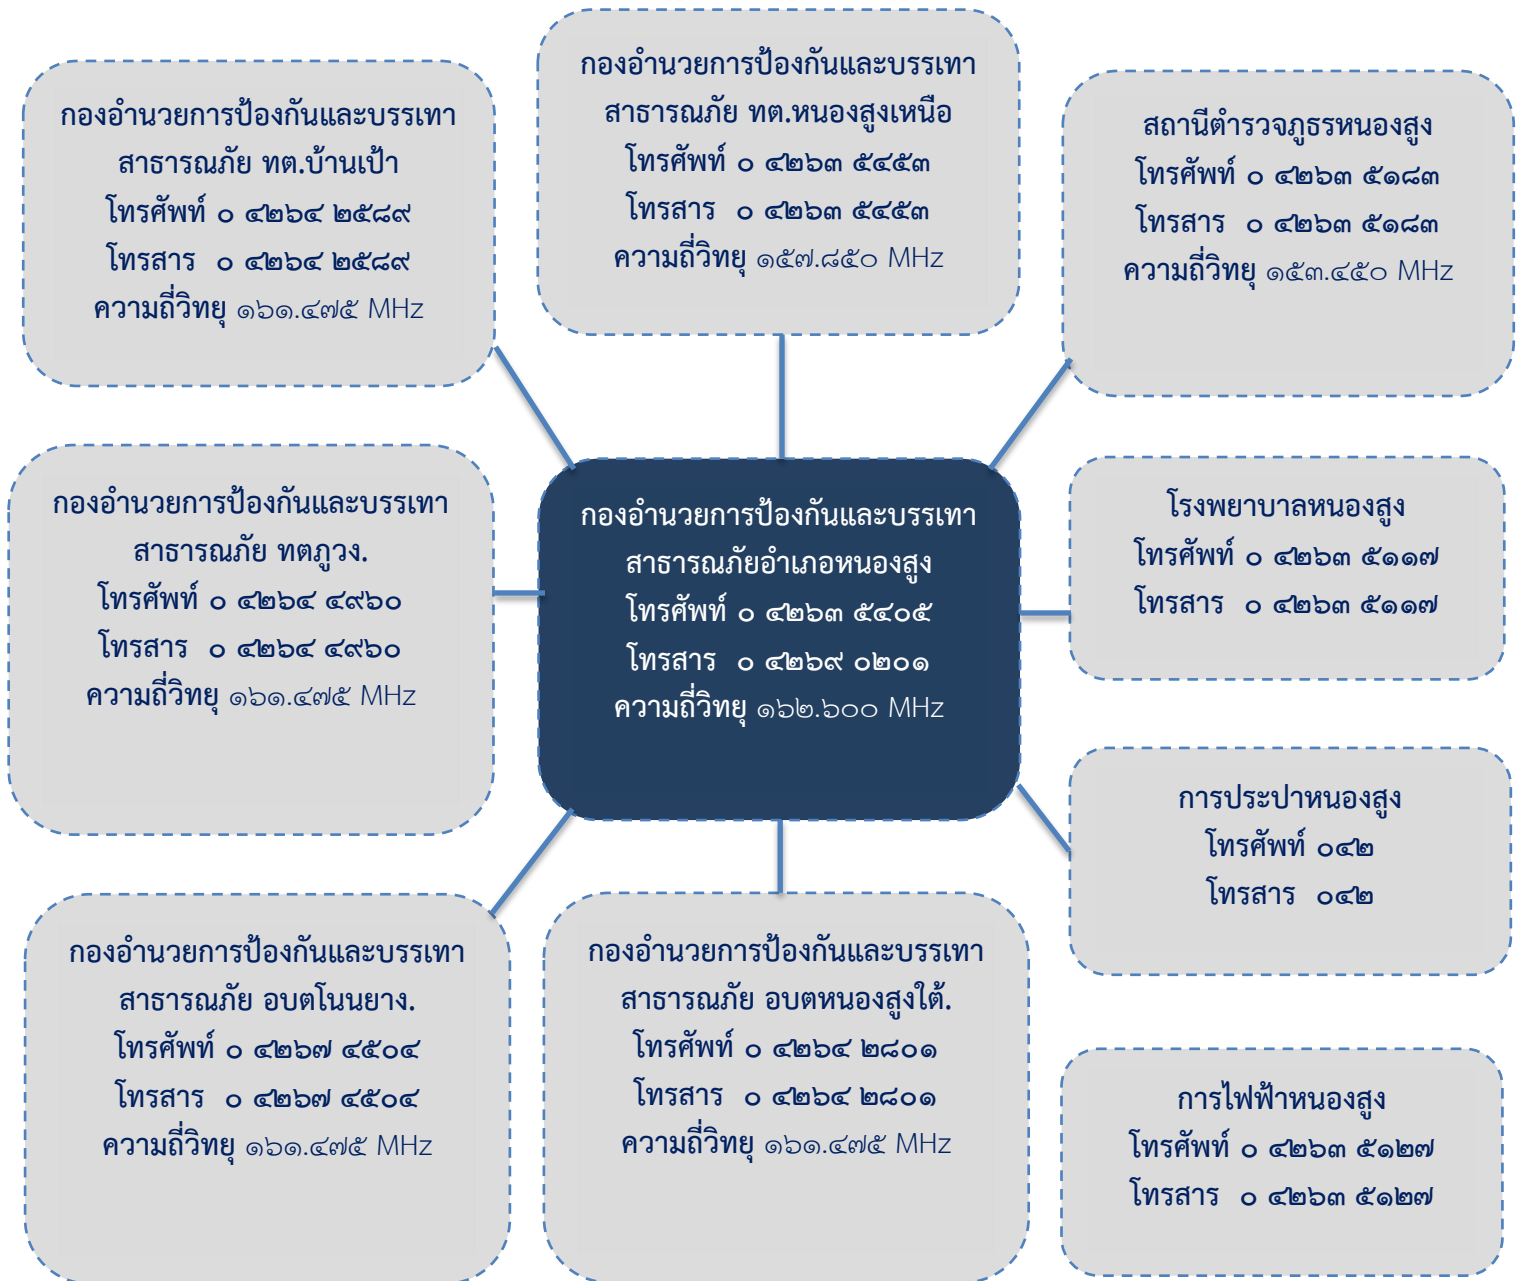 กองอำนวยการป้องกันและบรรเทา
สาธารณภัย ทต.บ้านเป้า
โทรศัพท์ ๐ ๔๒๖๔ ๒๕๘๙
โทรสาร ๐ ๔๒๖๔ ๒๕๘๙
ความถี่วิทยุ ๑๖๑.๔๗๕ MHz
กองอำนวยการป้องกันและบรรเทา
สาธารณภัย ทต.หนองสูงเหนือ
โทรศัพท์ ๐ ๔๒๖๓ ๕๔๕๓
โทรสาร ๐ ๔๒๖๓ ๕๔๕๓
ความถี่วิทยุ ๑๕๗.๘๕๐ MHz
สถานีตำรวจภูธรหนองสูง
โทรศัพท์ ๐ ๔๒๖๓ ๕๑๘๓
โทรสาร ๐ ๔๒๖๓ ๕๑๘๓
ความถี่วิทยุ ๑๕๓.๔๕๐ MHz
กองอำนวยการป้องกันและบรรเทา
สาธารณภัย ทตภูวง.
โทรศัพท์ ๐ ๔๒๖๔ ๔๙๖๐
โทรสาร ๐ ๔๒๖๔ ๔๙๖๐
ความถี่วิทยุ ๑๖๑.๔๗๕ MHz
กองอำนวยการป้องกันและบรรเทา
สาธารณภัยอำเภอหนองสูง
โทรศัพท์ ๐ ๔๒๖๓ ๕๔๐๕
โทรสาร ๐ ๔๒๖๙ ๐๒๐๑
ความถี่วิทยุ ๑๖๒.๖๐๐ MHz
โรงพยาบาลหนองสูง
โทรศัพท์ ๐ ๔๒๖๓ ๕๑๑๗
โทรสาร ๐ ๔๒๖๓ ๕๑๑๗
การประปาหนองสูง
โทรศัพท์ ๐๔๒
โทรสาร ๐๔๒
กองอำนวยการป้องกันและบรรเทา
สาธารณภัย อบตโนนยาง.
โทรศัพท์ ๐ ๔๒๖๗ ๔๕๐๔
โทรสาร ๐ ๔๒๖๗ ๔๕๐๔
ความถี่วิทยุ ๑๖๑.๔๗๕ MHz
กองอำนวยการป้องกันและบรรเทา
สาธารณภัย อบตหนองสูงใต้.
โทรศัพท์ ๐ ๔๒๖๔ ๒๘๐๑
โทรสาร ๐ ๔๒๖๔ ๒๘๐๑
ความถี่วิทยุ ๑๖๑.๔๗๕ MHz
การไฟฟ้าหนองสูง
โทรศัพท์ ๐ ๔๒๖๓ ๕๑๒๗
โทรสาร ๐ ๔๒๖๓ ๕๑๒๗